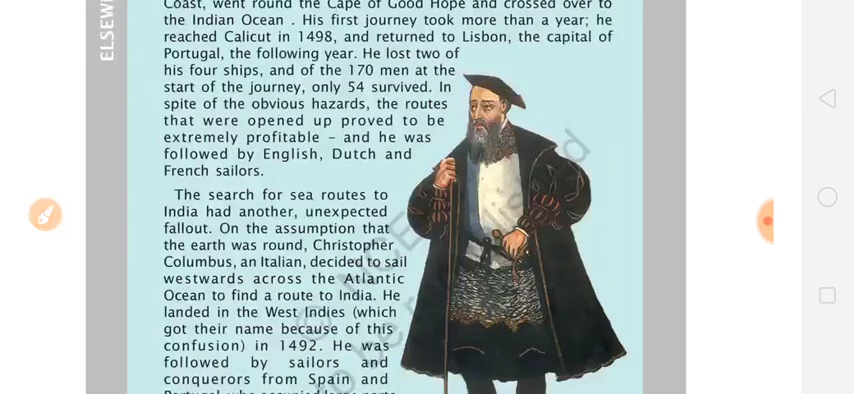 ELSEW
Coast, went round the Cape of Good Hope and crossed over to
the Indian Ocean . His first journey took more than a year; he
reached Calicut in 1498, and returned to Lisbon, the capital of
Portugal, the following year. He lost two of
his four ships, and of the 170 men at the
start of the journey, only 54 survived. In
spite of the obvious hazards, the routes
that were opened up proved to be
extremely profitable – and he was
followed by English, Dutch and
French sailors.
The search for sea routes to
India had another, unexpected
fallout. On the assumption that
the earth was round, Christopher
Columbus, an Italian, decided to sail
westwards across the Atlantic
Ocean to find a route to India. He
landed in the West Indies (which
got their name because of this
confusion) in 1492. He was
followed by sailors and
conquerors from Spain and
Portugal, who occupied large parts